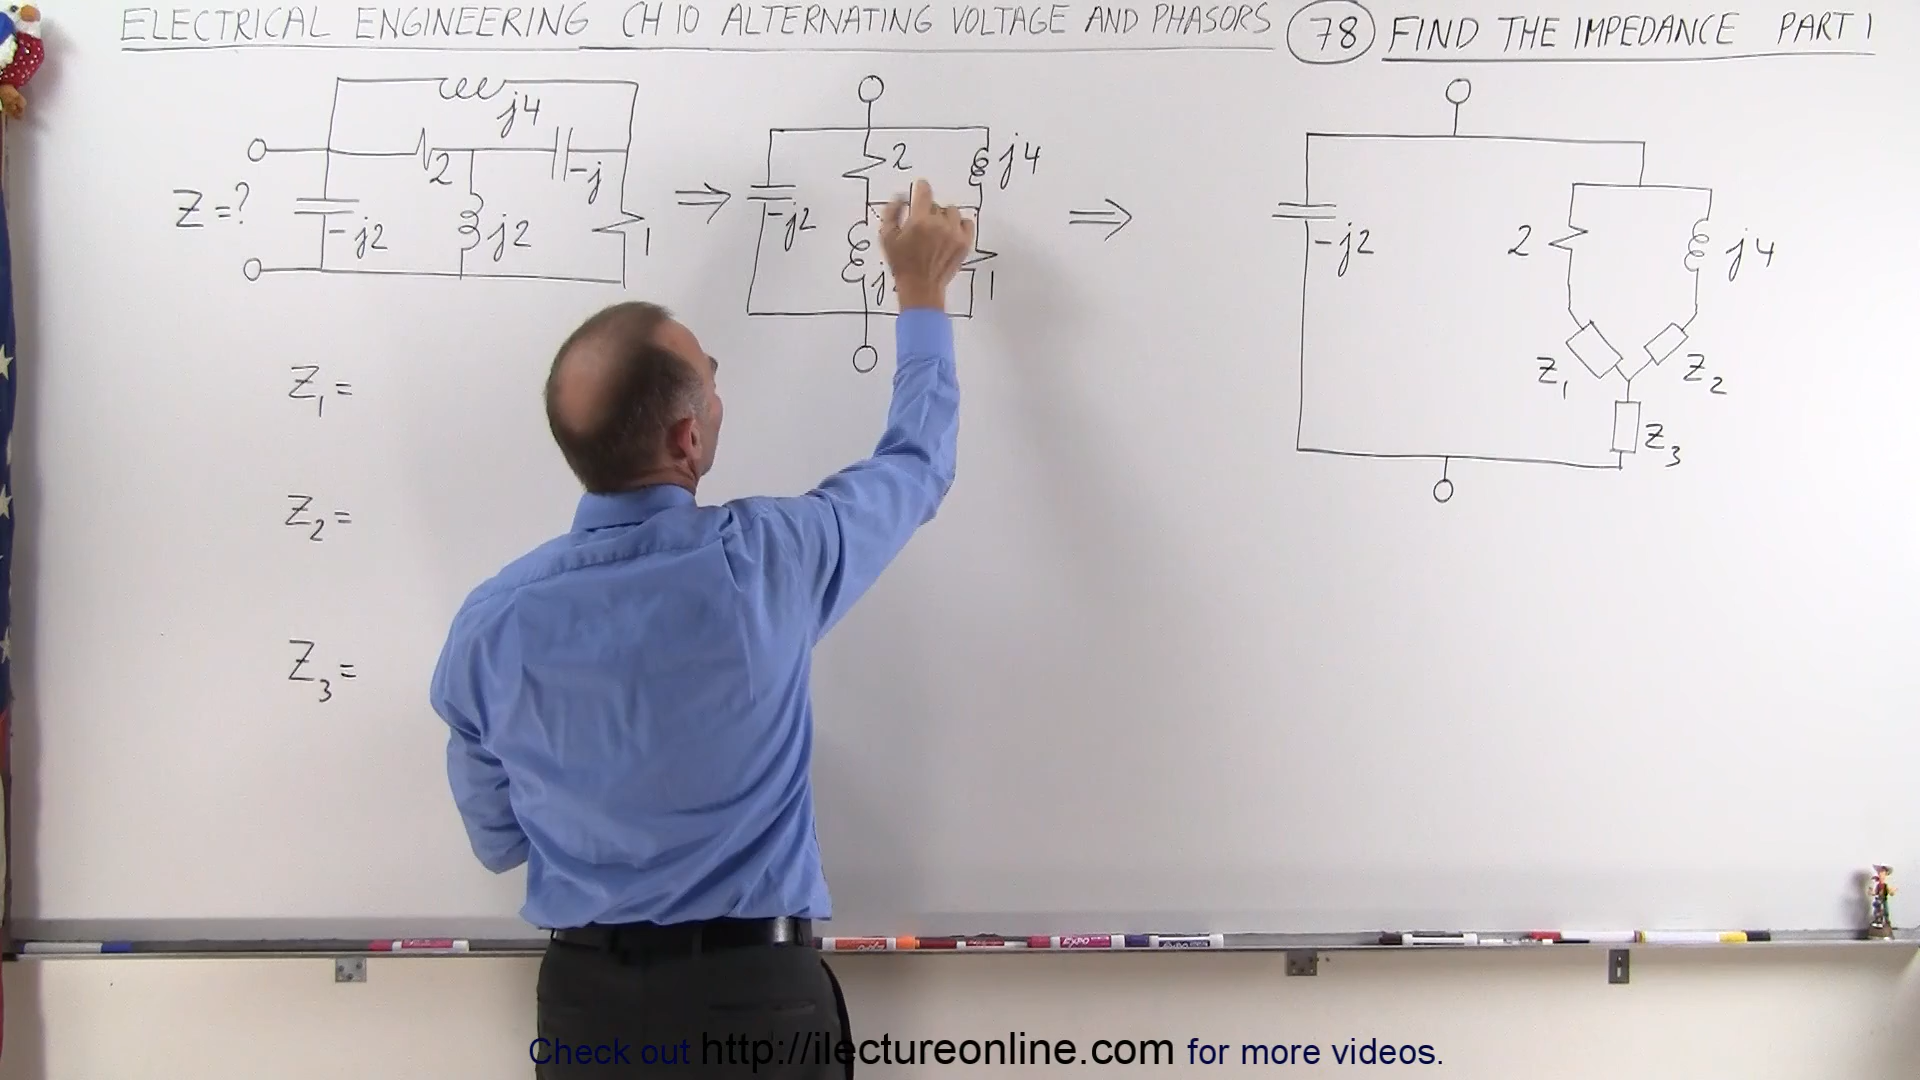 ELECTRICAL ENGINEERING CH 10 ALTERNATING VOLTAGE AND PHASORS 78 FIND THE IMPEDANCE PART 1
j4
2
-j
Z=?
-j2
j2
1
⇒
2
j4
-j2
1
⇒
-j2
2
j4
Z1
Z2
Z3
Z1=
Z2=
Z3=
EXPO
Check out http://ilectureonline.com for more videos.